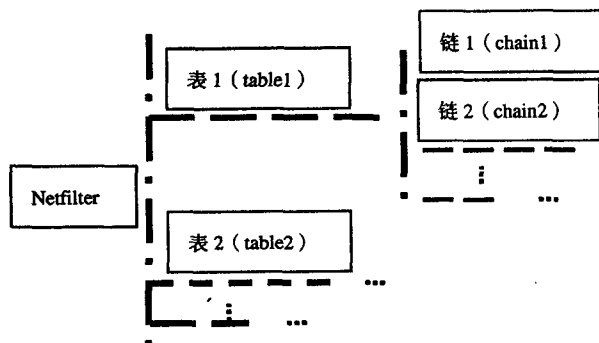 链 1（chain1）
表 1（table1）
链 2（chain2）
Netfilter
表 2（table2）